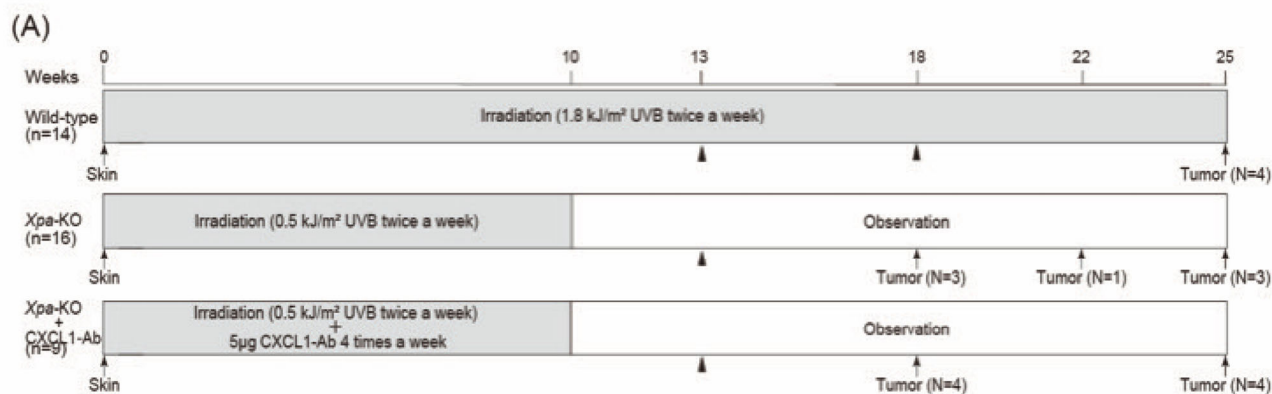 (A)
0 10 13 18 22 25
Weeks
Wild-type
(n=14)
Irradiation (1.8 kJ/m² UVB twice a week)
Skin Tumor (N=4)
Xpa-KO
(n=16)
Irradiation (0.5 kJ/m² UVB twice a week) Observation
Skin Tumor (N=3) Tumor (N=1) Tumor (N=3)
Xpa-KO
+
CXCL1-Ab
(n=9)
Irradiation (0.5 kJ/m² UVB twice a week)
+
5μg CXCL1-Ab 4 times a week
Observation
Skin Tumor (N=4) Tumor (N=4)